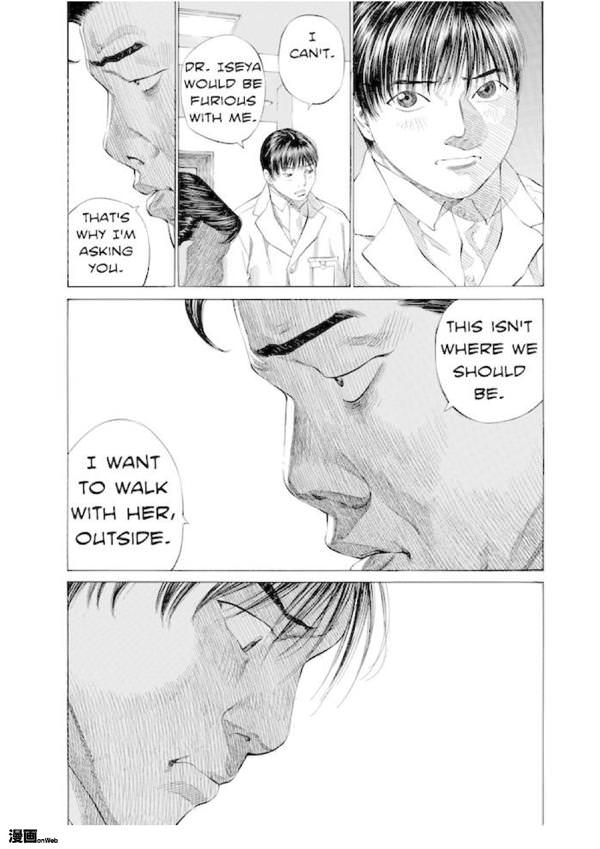 I
CAN'T.
DR. ISEYA
WOULD BE
FURIOUS
WITH ME.
THAT'S
WHY I'M
ASKING
YOU.
THIS ISN'T
WHERE WE
SHOULD
BE.
I WANT
TO WALK
WITH HER,
OUTSIDE.
漫画onWeb